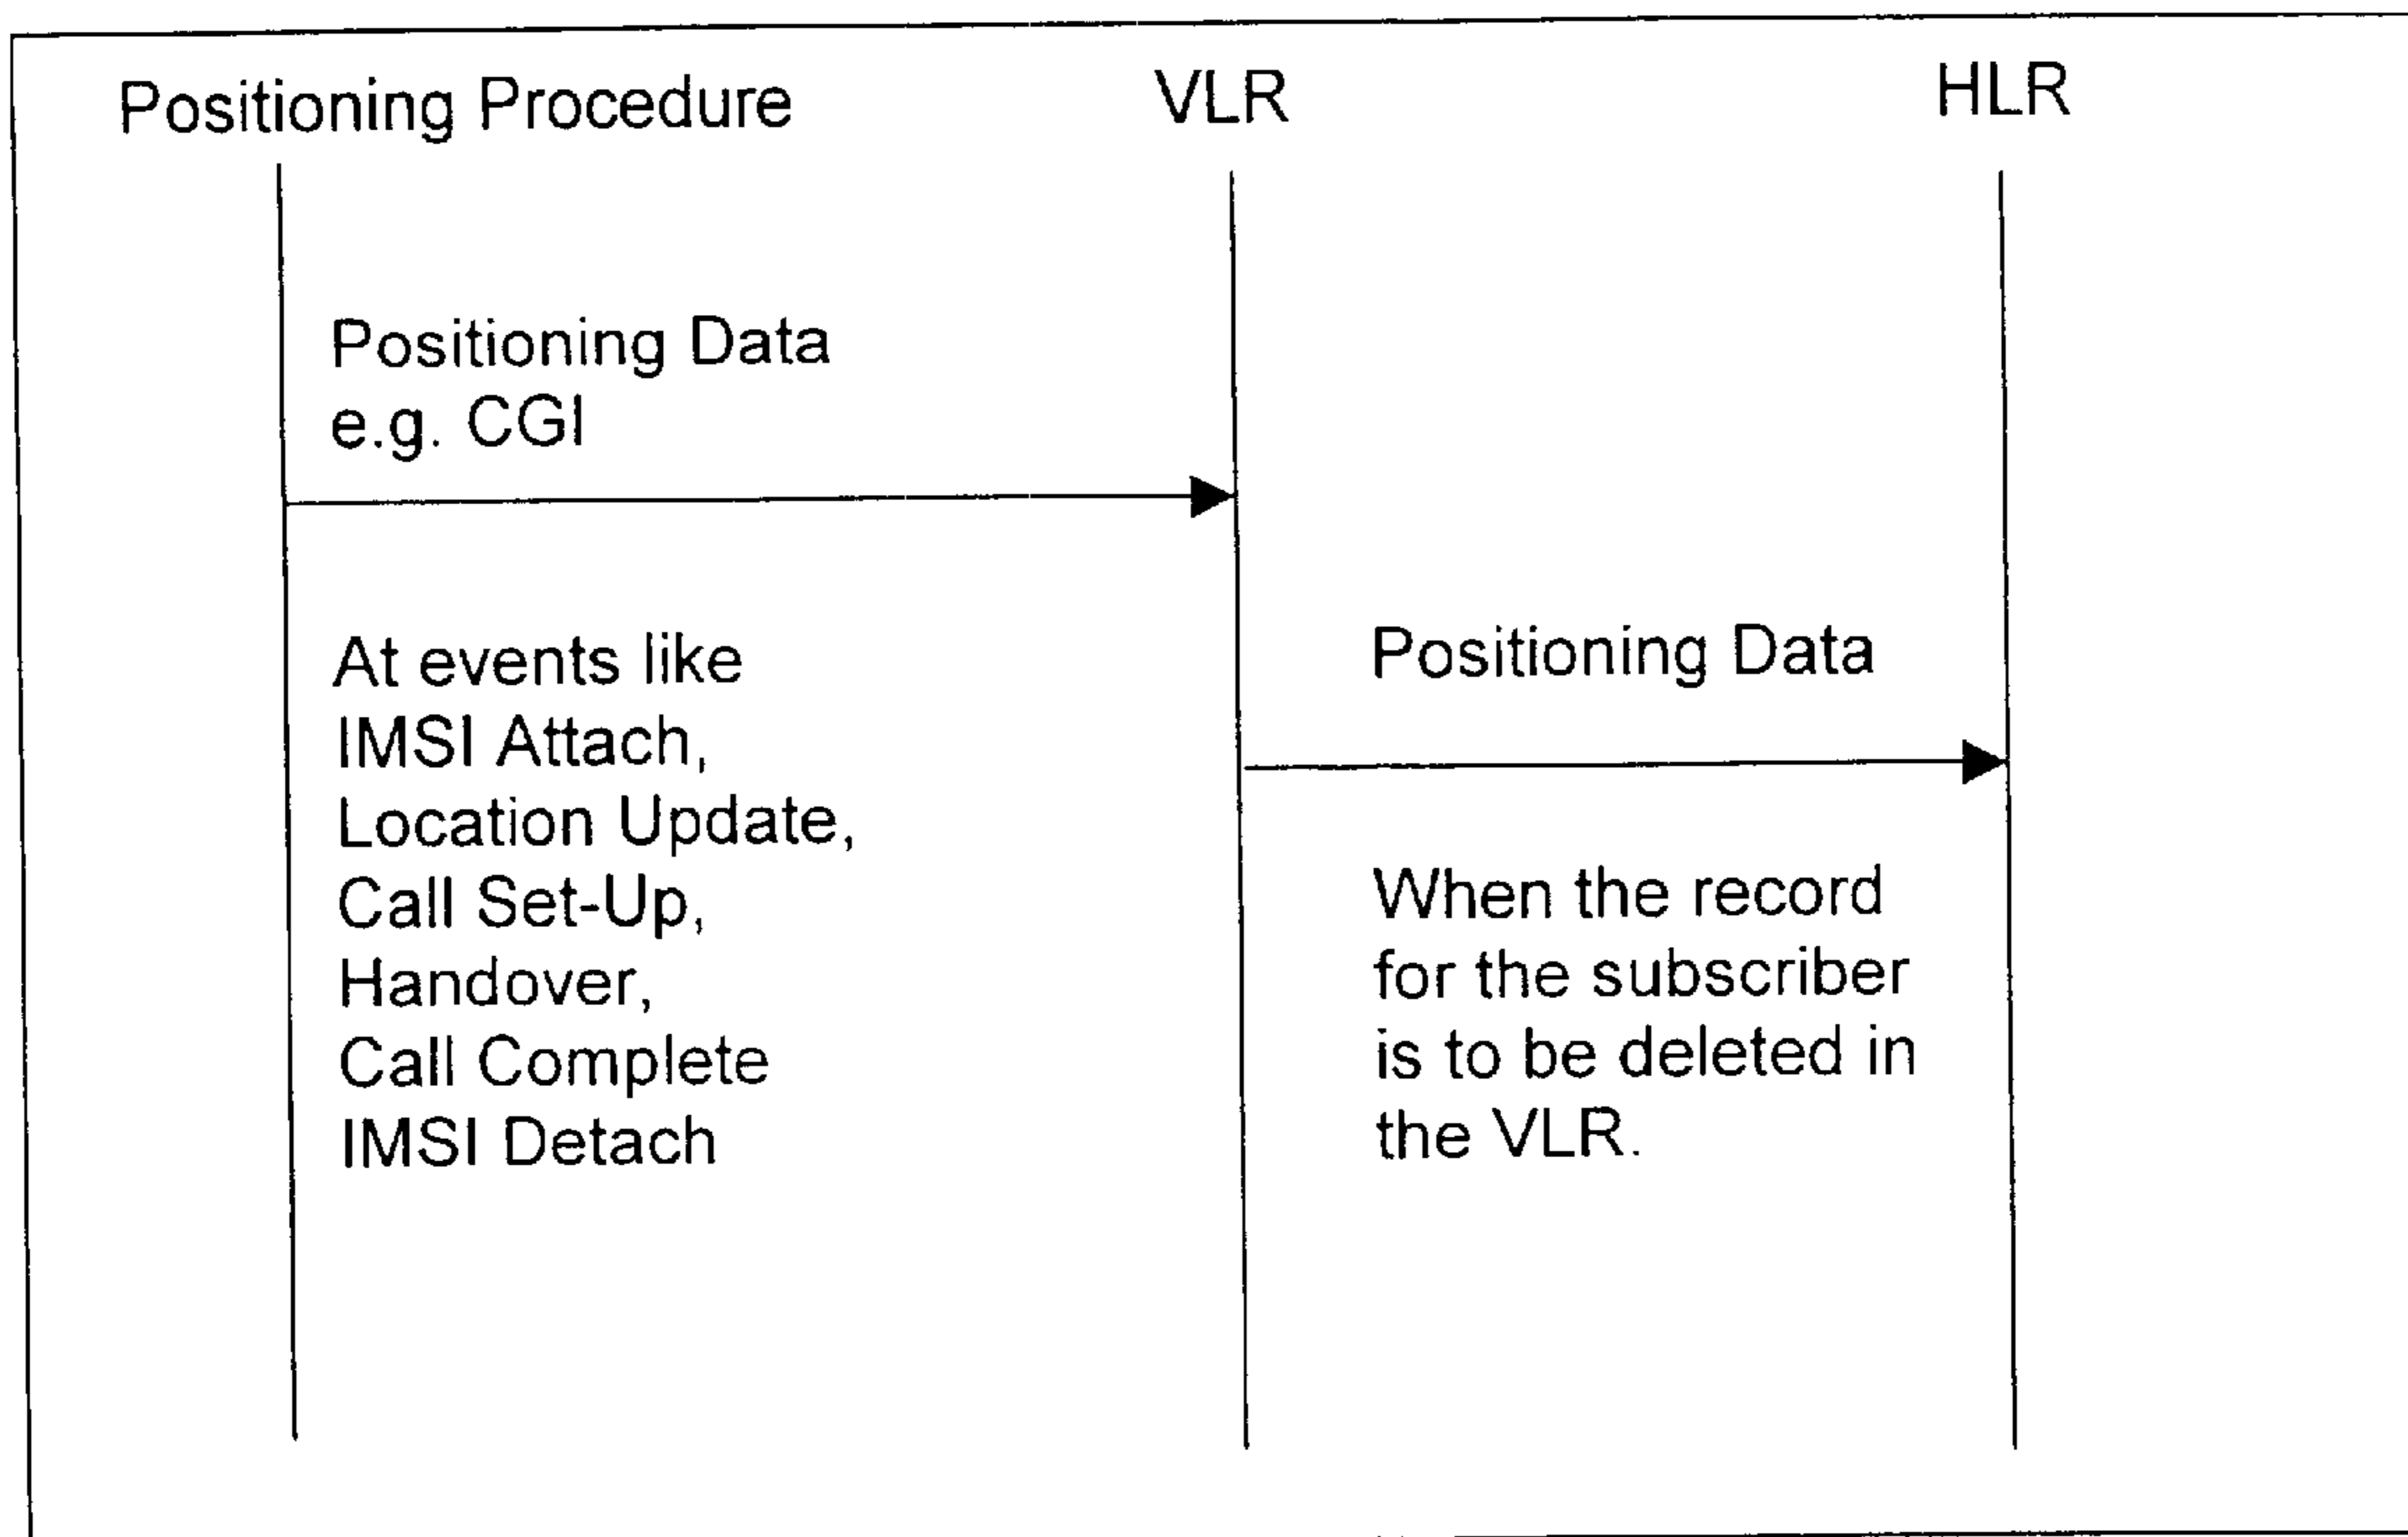 Positioning Procedure
VLR
HLR
Positioning Data
e.g. CGI
At events like
IMSI Attach,
Location Update,
Call Set-Up,
Handover,
Call Complete
IMSI Detach
Positioning Data
When the record
for the subscriber
is to be deleted in
the VLR.